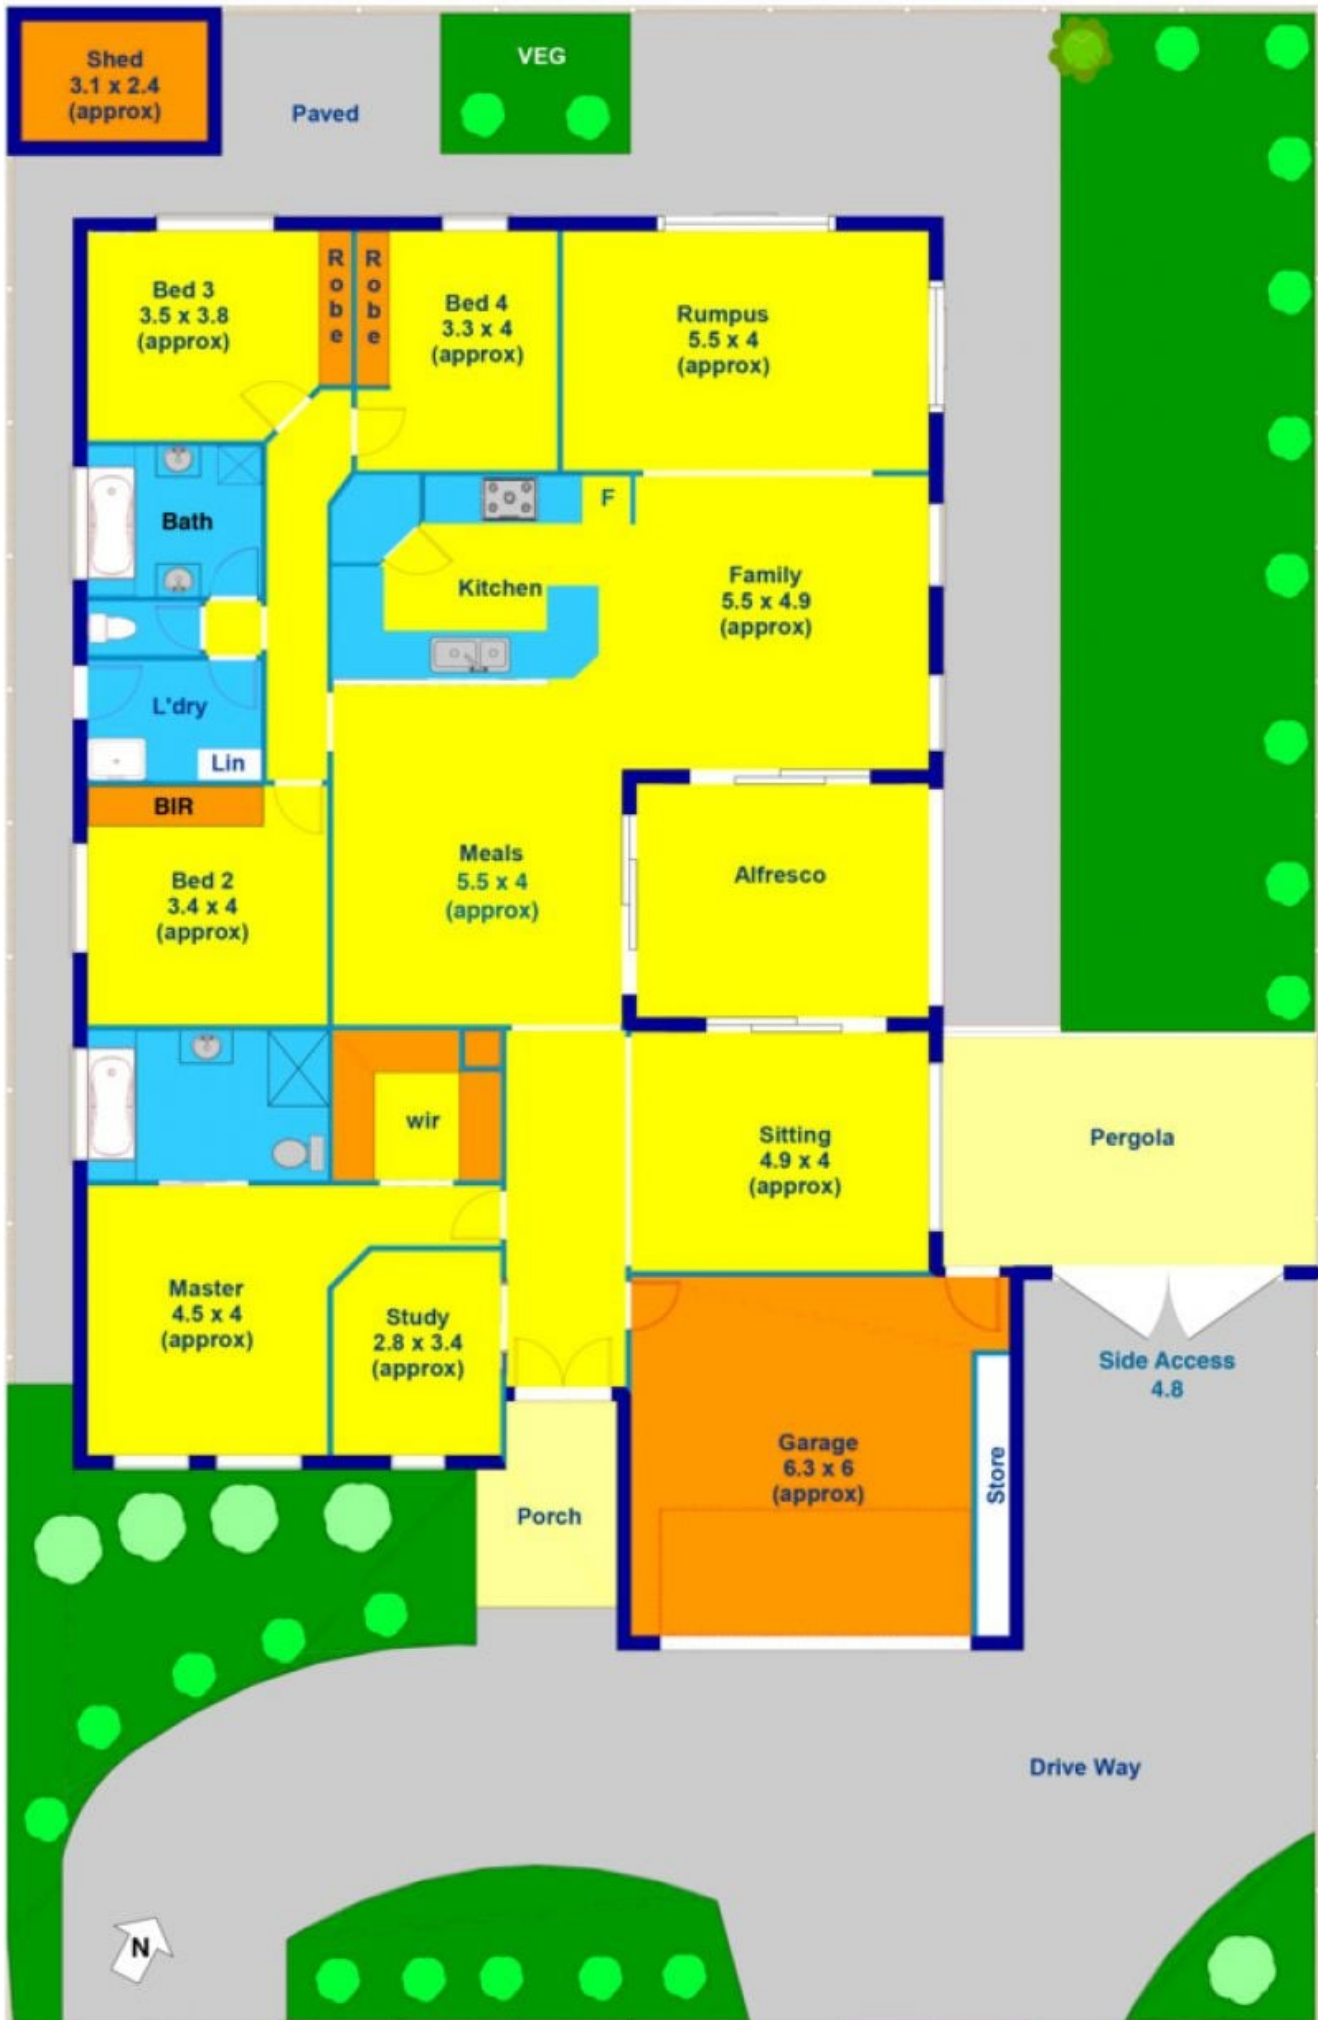 Shed
3.1 x 2.4
(approx)
Paved
VEG
Bed 3
3.5 x 3.8
(approx)
Robe
Robe
Bed 4
3.3 x 4
(approx)
Rumpus
5.5 x 4
(approx)
Bath
F
Kitchen
Family
5.5 x 4.9
(approx)
L'dry
Lin
BIR
Bed 2
3.4 x 4
(approx)
Meals
5.5 x 4
(approx)
Alfresco
wir
Sitting
4.9 x 4
(approx)
Pergola
Master
4.5 x 4
(approx)
Study
2.8 x 3.4
(approx)
Side Access
4.8
Garage
6.3 x 6
(approx)
Store
Porch
Drive Way
N